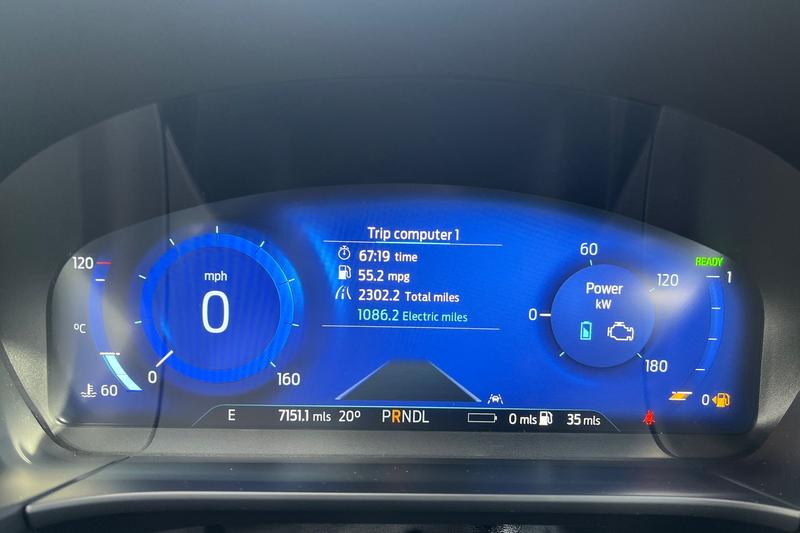 Trip computer 1
67:19 time
55.2 mpg
2302.2 Total miles
1086.2 Electric miles
120
mph
0
°C
60
0
160
60
READY
1
120
Power
kW
0
180
0
E 7151.1 mls 20° PRNDL 0 mls 35 mls